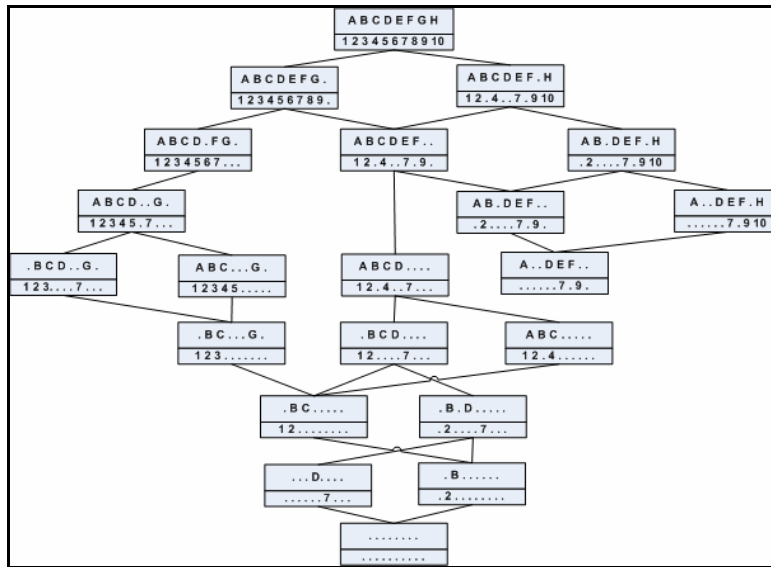 A B C D E F G H
1 2 3 4 5 6 7 8 9 10
A B C D E F G .
1 2 3 4 5 6 7 8 9 .
A B C D E F . H
1 2 . 4 . . 7 . 9 10
A B C D . F G .
1 2 3 4 5 6 7 . . .
A B C D E F . .
1 2 . 4 . . 7 . 9 .
A B . D E F . H
. 2 . . . . 7 . 9 10
A B C D . . G .
1 2 3 4 5 . 7 . . .
A B . D E F . .
. 2 . . . . 7 . 9 .
A . . D E F . H
. . . . . . 7 . 9 10
. B C D . . G .
1 2 3 . . . . 7 . . .
A B C . . . G .
1 2 3 4 5 . . . . .
A B C D . . . .
1 2 . 4 . . 7 . . .
A . . D E F . .
. . . . . . 7 . 9 .
. B C . . . G .
1 2 3 . . . . . . .
. B C D . . . .
1 2 . . . . 7 . . .
A B C . . . . .
1 2 . 4 . . . . . .
. B C . . . . .
1 2 . . . . . . . .
. B . D . . . . .
. 2 . . . . 7 . . .
. . . D . . . .
. . . . . . 7 . . .
. B . . . . . .
. 2 . . . . . . . .
. . . . . . . .
. . . . . . . . . .